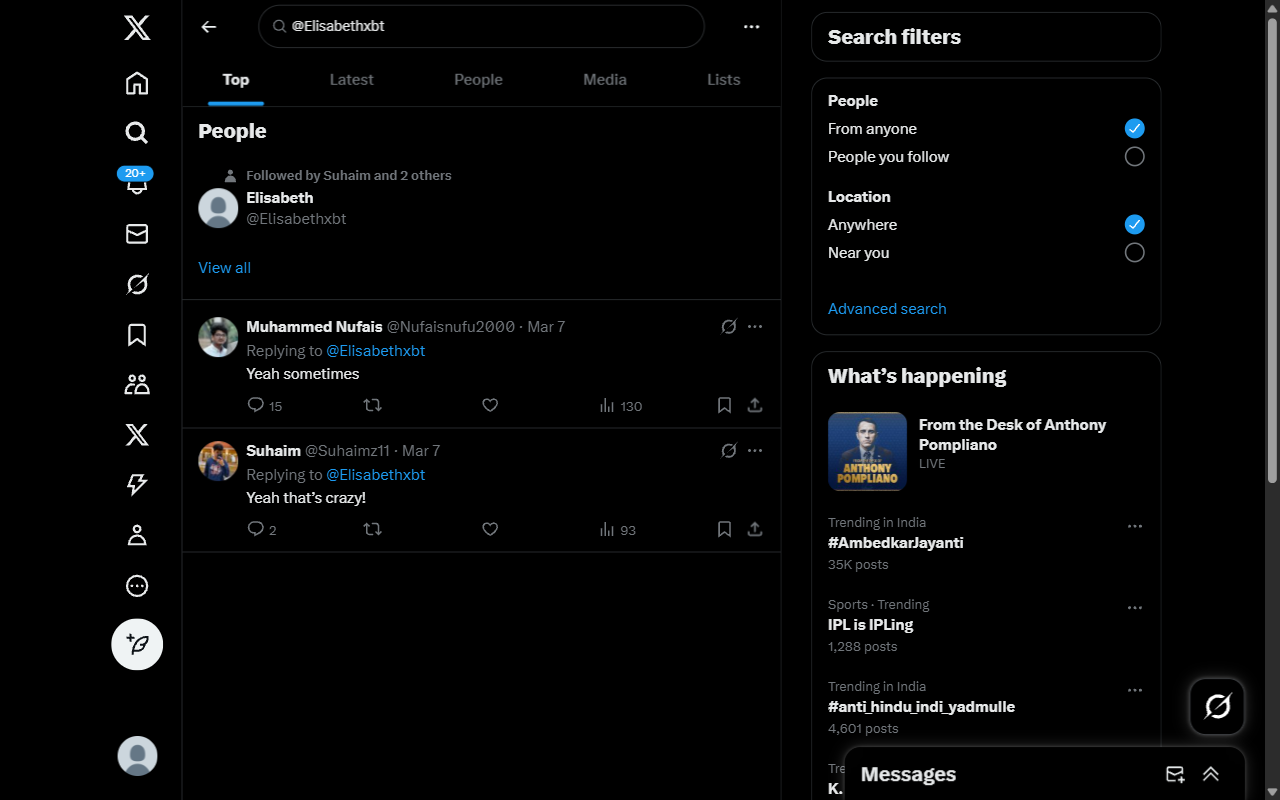 @Elisabethxbt
Top
Latest
People
Media
Lists
20+
People
Followed by Suhaim and 2 others
Elisabeth
@Elisabethxbt
View all
Muhammed Nufais @Nufaisnufu2000 · Mar 7
Replying to @Elisabethxbt
Yeah sometimes
15
130
Suhaim @Suhaimz11 · Mar 7
Replying to @Elisabethxbt
Yeah that's crazy!
2
93
Search filters
People
From anyone
People you follow
Location
Anywhere
Near you
Advanced search
What's happening
ANTHONY
POMPLIANO
From the Desk of Anthony
Pompliano
LIVE
Trending in India
#AmbedkarJayanti
35K posts
Sports · Trending
IPL is IPLing
1,288 posts
Trending in India
#anti_hindu_indi_yadmulle
4,601 posts
K.
Messages